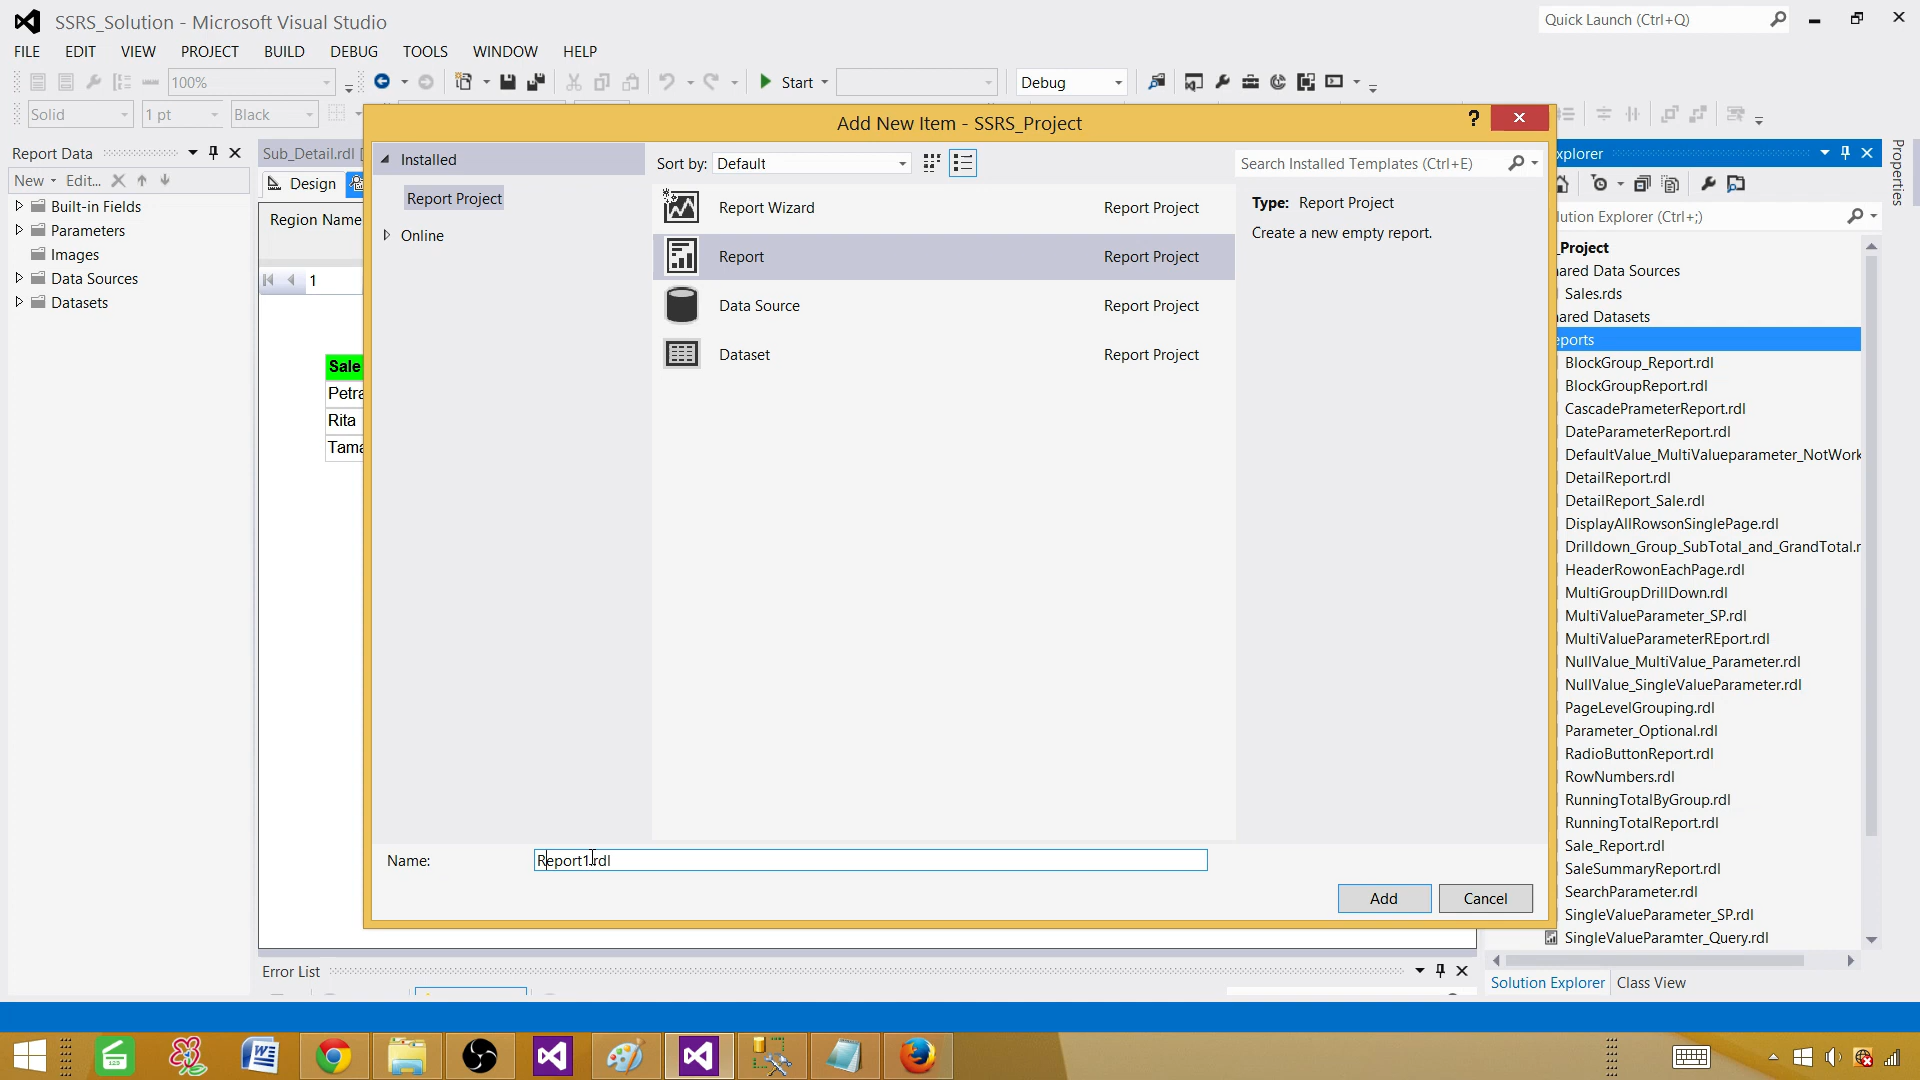 SSRS_Solution - Microsoft Visual Studio
Quick Launch (Ctrl+Q)
FILE EDIT VIEW PROJECT BUILD DEBUG TOOLS WINDOW HELP
100%
Start
Debug
Solid
1 pt
Black
Report Data
New
Edit...
Built-in Fields
Parameters
Images
Data Sources
Datasets
Sub_Detail.rdl [
Design
Region Name
1
Sale
Petra
Rita
Tama
Add New Item - SSRS_Project
Installed
Report Project
Online
Sort by: Default
Search Installed Templates (Ctrl+E)
Report Wizard Report Project
Report Report Project
Data Source Report Project
Dataset Report Project
Type: Report Project
Create a new empty report.
Name: Report1.rdl
Add
Cancel
xplorer
lution Explorer (Ctrl+;)
_Project
ared Data Sources
Sales.rds
ared Datasets
eports
BlockGroup_Report.rdl
BlockGroupReport.rdl
CascadePrameterReport.rdl
DateParameterReport.rdl
DefaultValue_MultiValueparameter_NotWork
DetailReport.rdl
DetailReport_Sale.rdl
DisplayAllRowsonSinglePage.rdl
Drilldown_Group_SubTotal_and_GrandTotal.r
HeaderRowonEachPage.rdl
MultiGroupDrillDown.rdl
MultiValueParameter_SP.rdl
MultiValueParameterREport.rdl
NullValue_MultiValue_Parameter.rdl
NullValue_SingleValueParameter.rdl
PageLevelGrouping.rdl
Parameter_Optional.rdl
RadioButtonReport.rdl
RowNumbers.rdl
RunningTotalByGroup.rdl
RunningTotalReport.rdl
Sale_Report.rdl
SaleSummaryReport.rdl
SearchParameter.rdl
SingleValueParameter_SP.rdl
SingleValueParamter_Query.rdl
Solution Explorer
Class View
Properties
Error List